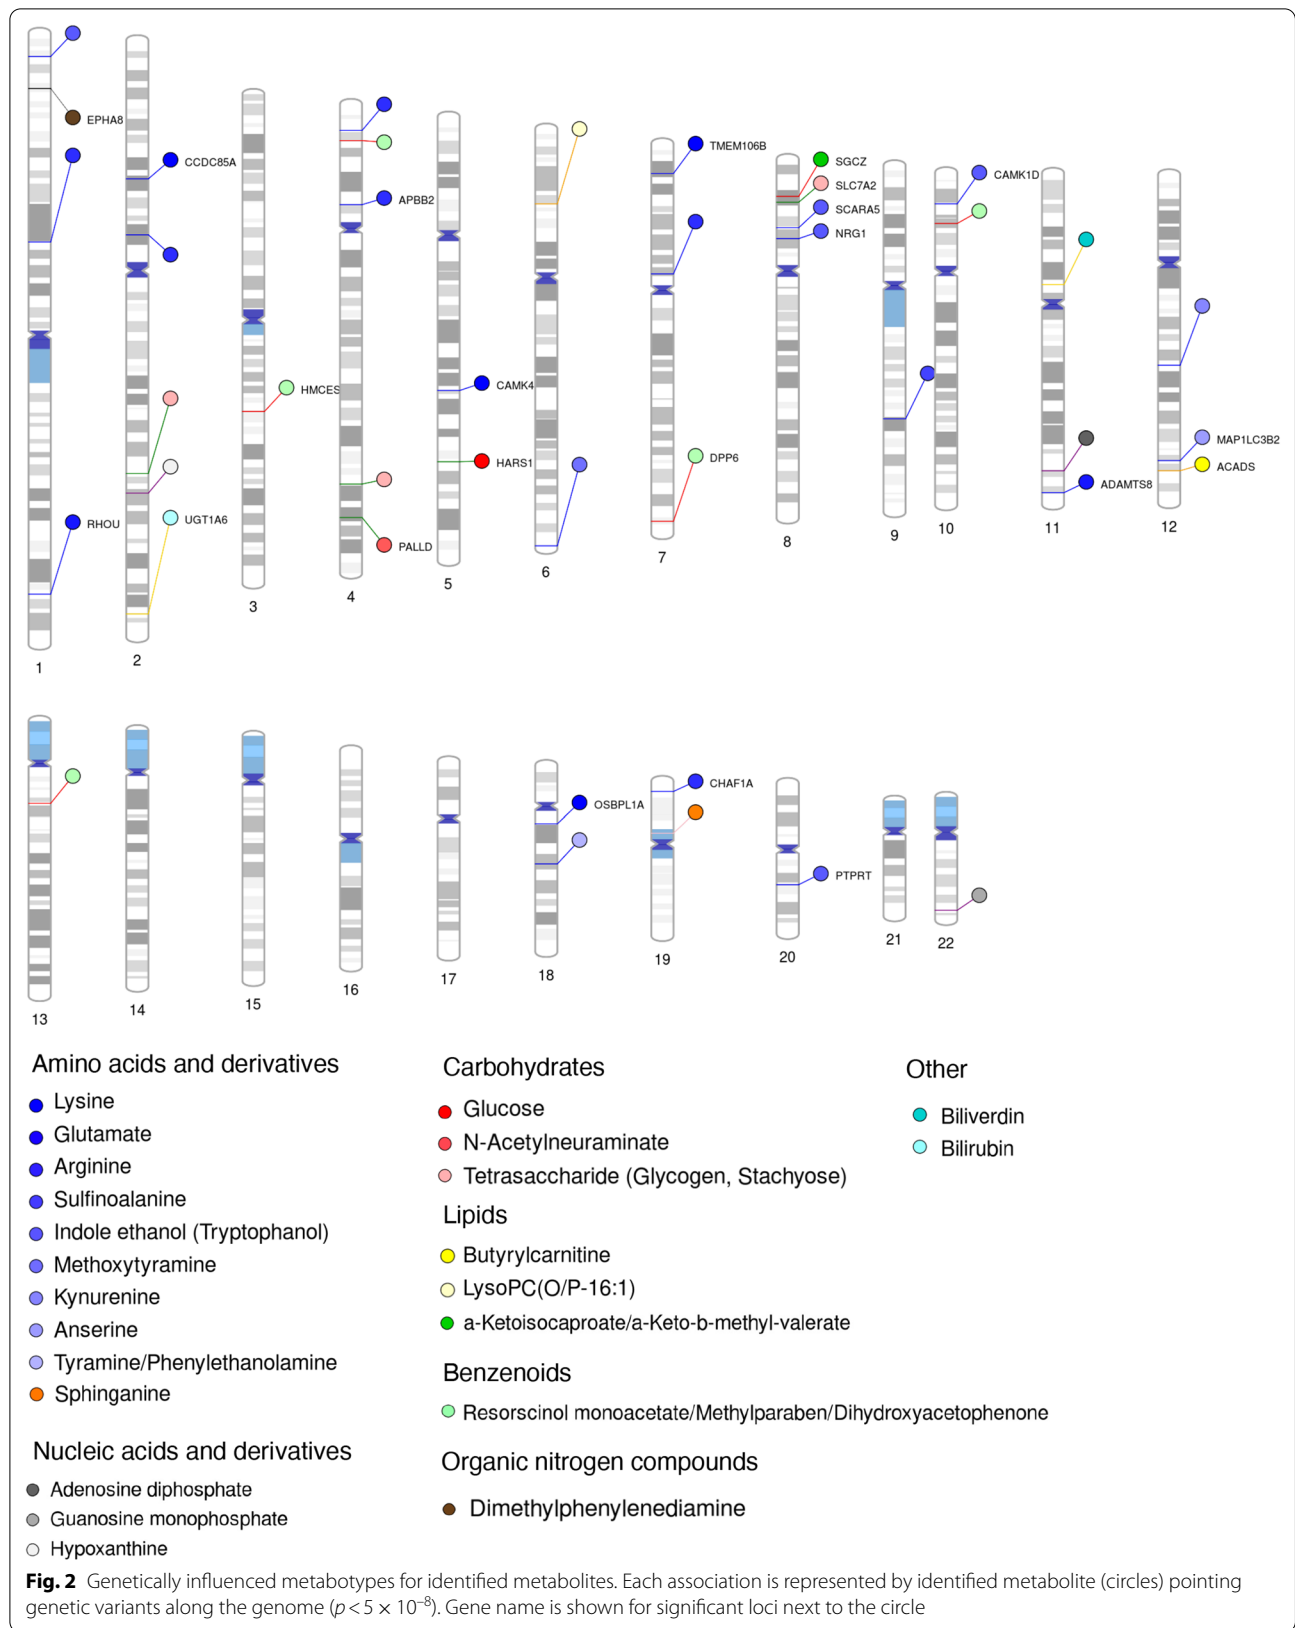 EPHA8
CCDC85A
RHOU
UGT1A6
HMCES
APBB2
PALLD
CAMK4
HARS1
TMEM106B
DPP6
SGCZ
SLC7A2
SCARA5
NRG1
CAMK1D
ADAMTS8
MAP1LC3B2
ACADS
1
2
3
4
5
6
7
8
9
10
11
12
OSBPL1A
CHAF1A
PTPRT
13
14
15
16
17
18
19
20
21
22
Amino acids and derivatives
Lysine
Glutamate
Arginine
Sulfinoalanine
Indole ethanol (Tryptophanol)
Methoxytyramine
Kynurenine
Anserine
Tyramine/Phenylethanolamine
Sphinganine
Nucleic acids and derivatives
Adenosine diphosphate
Guanosine monophosphate
Hypoxanthine
Carbohydrates
Glucose
N-Acetylneuraminate
Tetrasaccharide (Glycogen, Stachyose)
Lipids
Butyrylcarnitine
LysoPC(O/P-16:1)
a-Ketoisocaproate/a-Keto-b-methyl-valerate
Benzenoids
Resorscinol monoacetate/Methylparaben/Dihydroxyacetophenone
Organic nitrogen compounds
Dimethylphenylenediamine
Other
Biliverdin
Bilirubin
Fig. 2 Genetically influenced metabotypes for identified metabolites. Each association is represented by identified metabolite (circles) pointing
genetic variants along the genome (p < 5 × 10⁻⁸). Gene name is shown for significant loci next to the circle